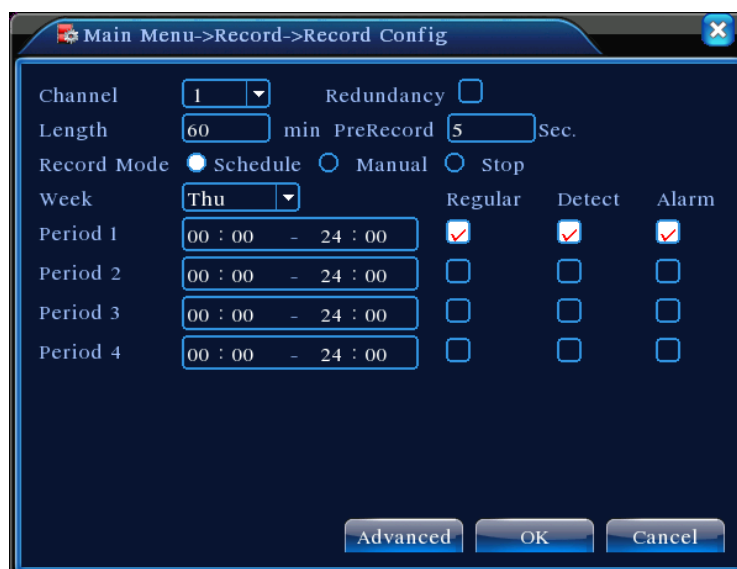 Main Menu->Record->Record Config
Channel 1 Redundancy
Length 60 min PreRecord 5 Sec.
Record Mode Schedule Manual Stop
Week Thu Regular Detect Alarm
Period 1 00 : 00 - 24 : 00
Period 2 00 : 00 - 24 : 00
Period 3 00 : 00 - 24 : 00
Period 4 00 : 00 - 24 : 00
Advanced OK Cancel